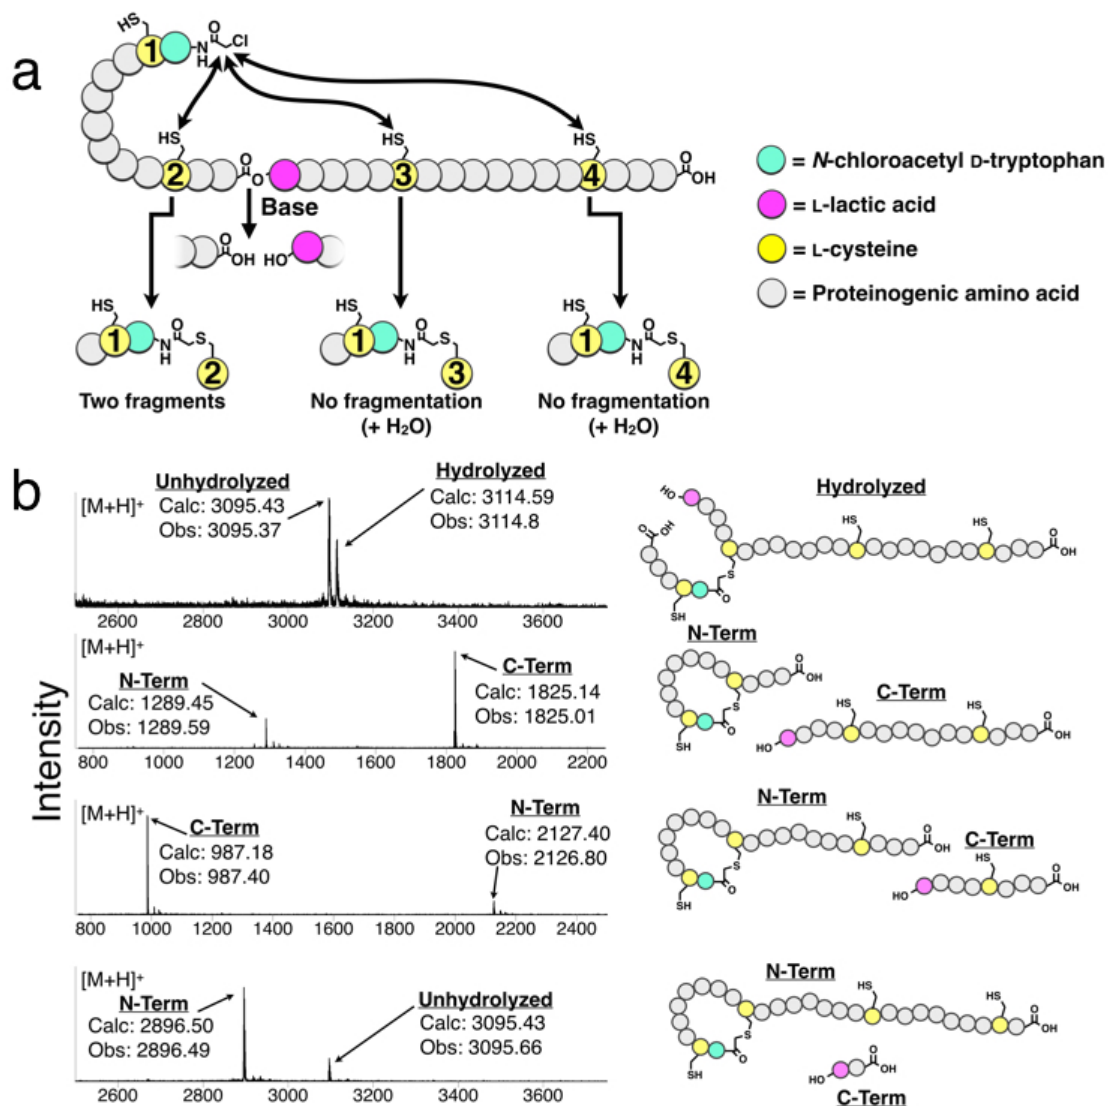 a
HS
1
N
H
O
Cl
HS
HS
HS
2
O
O
3
4
O
OH
Base
O
OH
HO
= N-chloroacetyl D-tryptophan
= L-lactic acid
= L-cysteine
= Proteinogenic amino acid
HS
1
N
H
O
S
2
HS
1
N
H
O
S
3
HS
1
N
H
O
S
4
Two fragments
No fragmentation
(+ H2O)
No fragmentation
(+ H2O)
b
Intensity
[M+H]+
Unhydrolyzed
Calc: 3095.43
Obs: 3095.37
Hydrolyzed
Calc: 3114.59
Obs: 3114.8
2600 2800 3000 3200 3400 3600
Hydrolyzed
HO
O
OH
S
O
SH
HS
HS
O
OH
[M+H]+
N-Term
Calc: 1289.45
Obs: 1289.59
C-Term
Calc: 1825.14
Obs: 1825.01
800 1000 1200 1400 1600 1800 2000 2200
N-Term
O
OH
S
O
SH
C-Term
HO
HS
HS
O
OH
[M+H]+
C-Term
Calc: 987.18
Obs: 987.40
N-Term
Calc: 2127.40
Obs: 2126.80
800 1000 1200 1400 1600 1800 2000 2200 2400
N-Term
S
O
SH
HS
O
OH
C-Term
HO
HS
O
OH
[M+H]+
N-Term
Calc: 2896.50
Obs: 2896.49
Unhydrolyzed
Calc: 3095.43
Obs: 3095.66
2600 2800 3000 3200 3400 3600
N-Term
S
O
SH
HS
HS
O
OH
HO
O
OH
C-Term